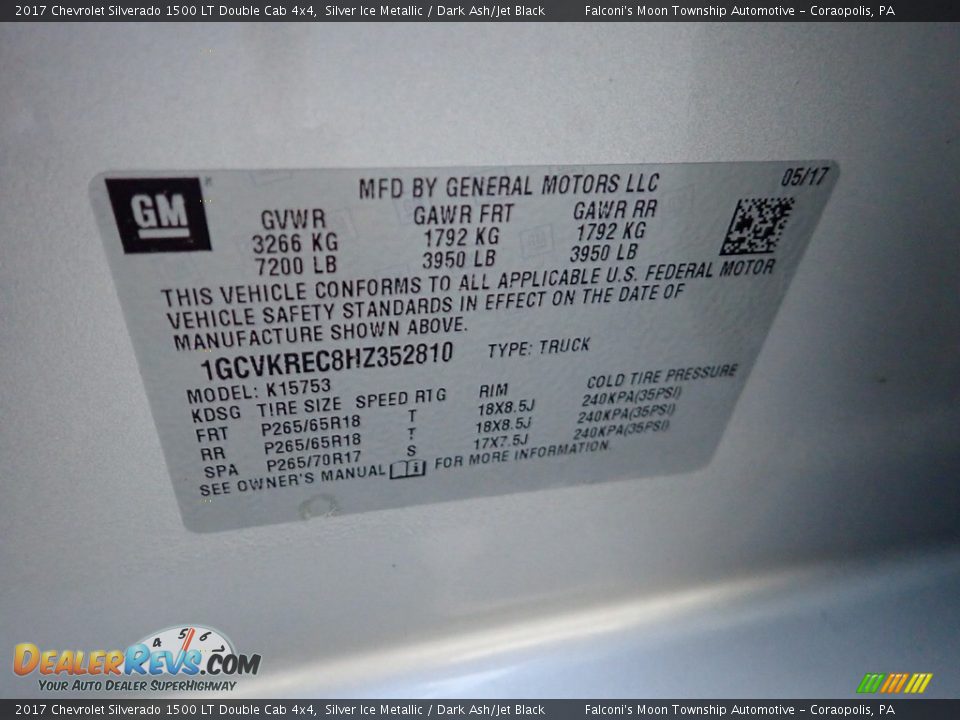 2017 Chevrolet Silverado 1500 LT Double Cab 4x4, Silver Ice Metallic / Dark Ash/Jet Black Falconi's Moon Township Automotive – Coraopolis, PA
GM
MFD BY GENERAL MOTORS LLC 05/17
GVWR GAWR FRT GAWR RR
3266 KG 1792 KG 1792 KG
7200 LB 3950 LB 3950 LB
THIS VEHICLE CONFORMS TO ALL APPLICABLE U.S. FEDERAL MOTOR
VEHICLE SAFETY STANDARDS IN EFFECT ON THE DATE OF
MANUFACTURE SHOWN ABOVE.
1GCVKREC8HZ352810 TYPE: TRUCK
MODEL: K15753
KDSG TIRE SIZE SPEED RTG RIM COLD TIRE PRESSURE
FRT P265/65R18 T 18X8.5J 240KPA(35PSI)
RR P265/65R18 T 18X8.5J 240KPA(35PSI)
SPA P265/70R17 S 17X7.5J 240KPA(35PSI)
SEE OWNER'S MANUAL i FOR MORE INFORMATION.
4 5 6
DEALERREVS.COM
YOUR AUTO DEALER SUPERHIGHWAY
2017 Chevrolet Silverado 1500 LT Double Cab 4x4, Silver Ice Metallic / Dark Ash/Jet Black Falconi's Moon Township Automotive – Coraopolis, PA